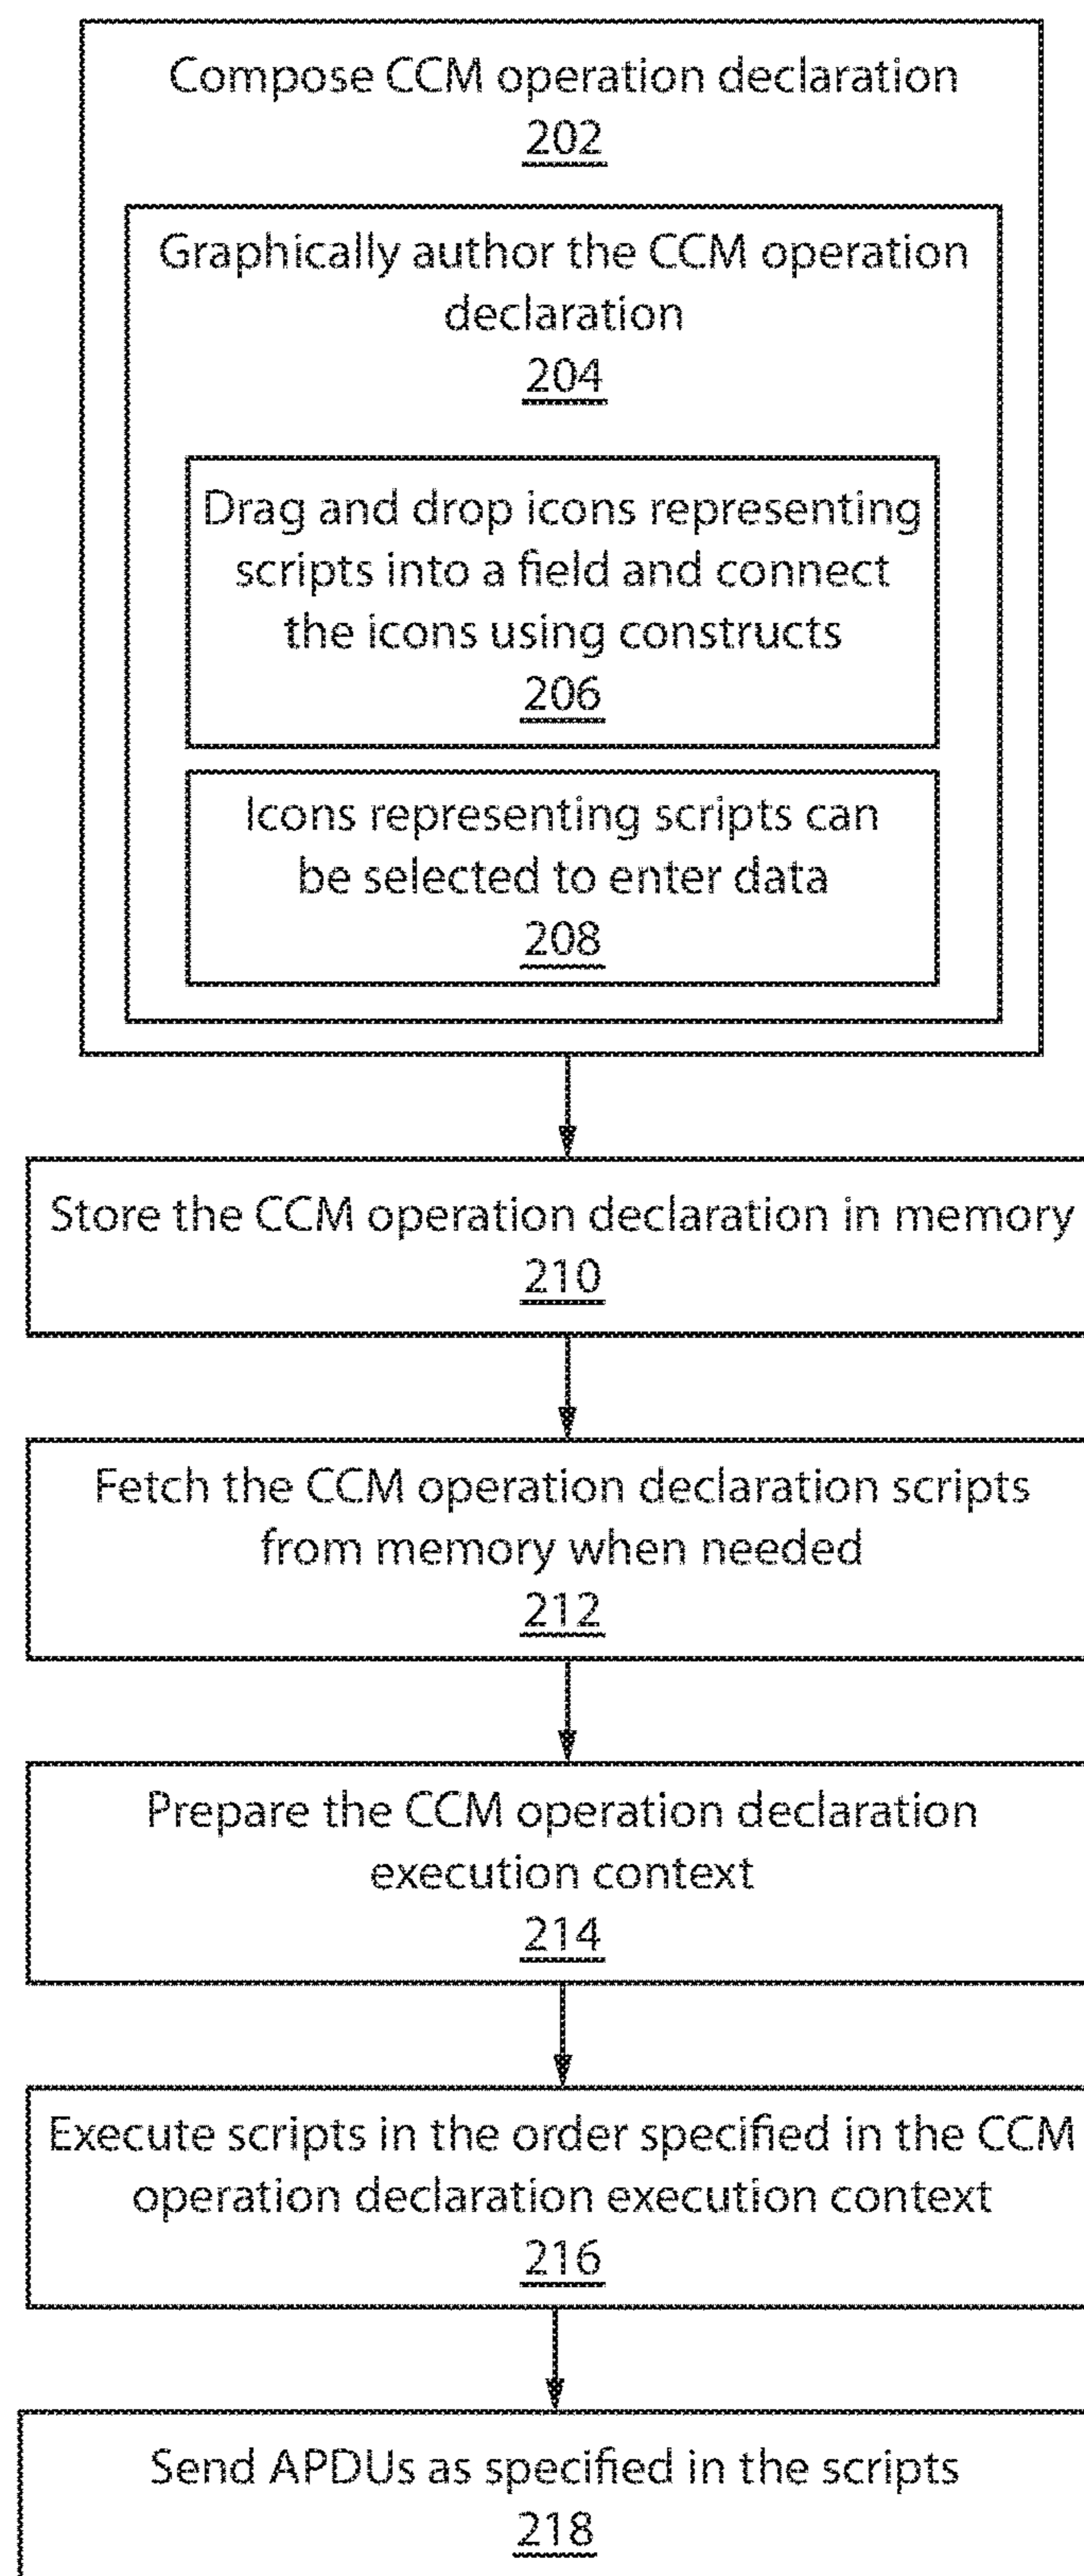 Compose CCM operation declaration
202
Graphically author the CCM operation
declaration
204
Drag and drop icons representing
scripts into a field and connect
the icons using constructs
206
Icons representing scripts can
be selected to enter data
208
Store the CCM operation declaration in memory
210
Fetch the CCM operation declaration scripts
from memory when needed
212
Prepare the CCM operation declaration
execution context
214
Execute scripts in the order specified in the CCM
operation declaration execution context
216
Send APDUs as specified in the scripts
218